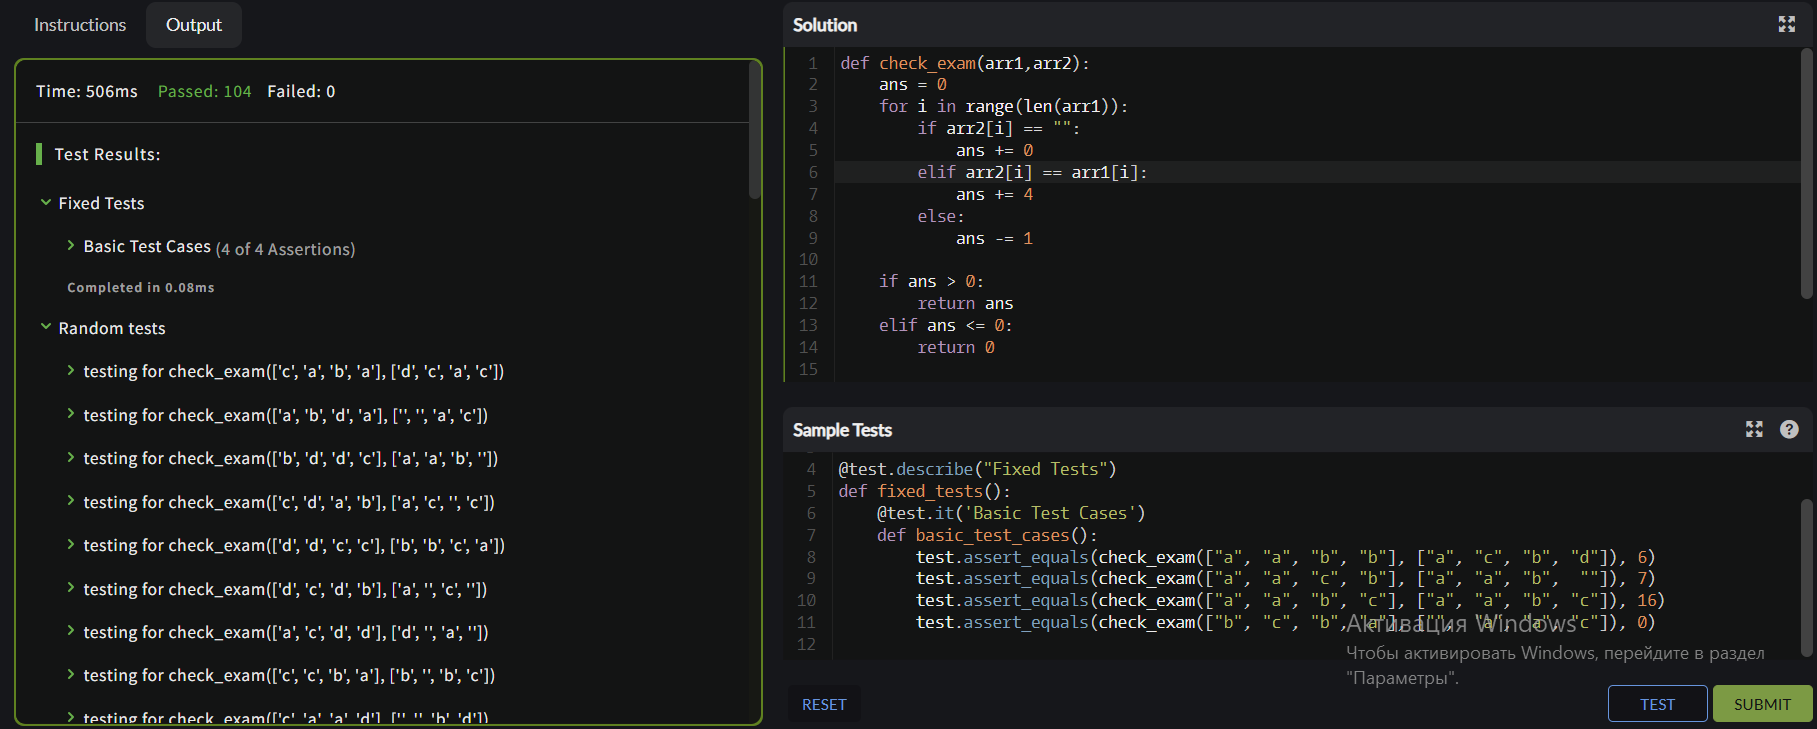 Instructions Output
Time: 506ms Passed: 104 Failed: 0
Test Results:
Fixed Tests
Basic Test Cases (4 of 4 Assertions)
Completed in 0.08ms
Random tests
testing for check_exam(['c', 'a', 'b', 'a'], ['d', 'c', 'a', 'c'])
testing for check_exam(['a', 'b', 'd', 'a'], ['', '', 'a', 'c'])
testing for check_exam(['b', 'd', 'd', 'c'], ['a', 'a', 'b', ''])
testing for check_exam(['c', 'd', 'a', 'b'], ['a', 'c', '', 'c'])
testing for check_exam(['d', 'd', 'c', 'c'], ['b', 'b', 'c', 'a'])
testing for check_exam(['d', 'c', 'd', 'b'], ['a', '', 'c', ''])
testing for check_exam(['a', 'c', 'd', 'd'], ['d', '', 'a', ''])
testing for check_exam(['c', 'c', 'b', 'a'], ['b', '', 'b', 'c'])
testing for check_exam(['c', 'a', 'a', 'd'], ['', '', 'b', 'd'])
Solution
1 def check_exam(arr1,arr2):
2 ans = 0
3 for i in range(len(arr1)):
4 if arr2[i] == "":
5 ans += 0
6 elif arr2[i] == arr1[i]:
7 ans += 4
8 else:
9 ans -= 1
10
11 if ans > 0:
12 return ans
13 elif ans <= 0:
14 return 0
15
Sample Tests
4 @test.describe("Fixed Tests")
5 def fixed_tests():
6 @test.it('Basic Test Cases')
7 def basic_test_cases():
8 test.assert_equals(check_exam(["a", "a", "b", "b"], ["a", "c", "b", "d"]), 6)
9 test.assert_equals(check_exam(["a", "a", "c", "b"], ["a", "a", "b", ""]), 7)
10 test.assert_equals(check_exam(["a", "a", "b", "c"], ["a", "a", "b", "c"]), 16)
11 test.assert_equals(check_exam(["b", "c", "b", "a"], ["", "a", "a", "c"]), 0)
12
Активация Windows
Чтобы активировать Windows, перейдите в раздел
"Параметры".
RESET TEST SUBMIT